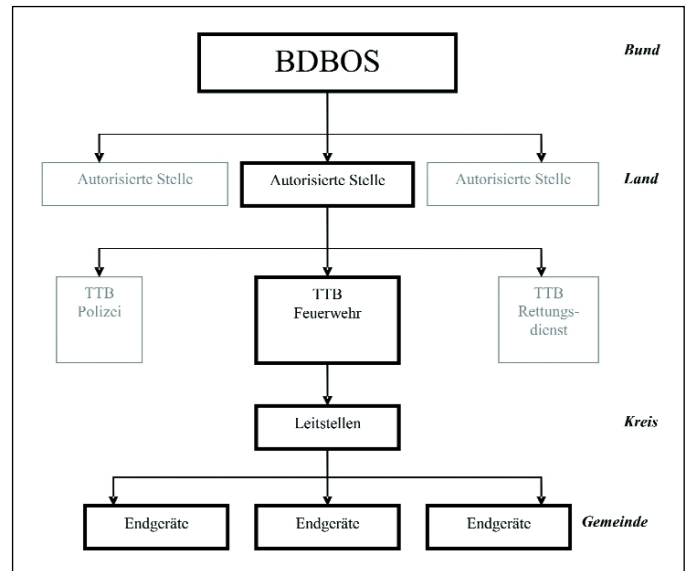 BDBOS
Bund
Autorisierte Stelle
Autorisierte Stelle
Autorisierte Stelle
Land
TTB
Polizei
TTB
Feuerwehr
TTB
Rettungs-
dienst
Leitstellen
Kreis
Endgeräte
Endgeräte
Endgeräte
Gemeinde